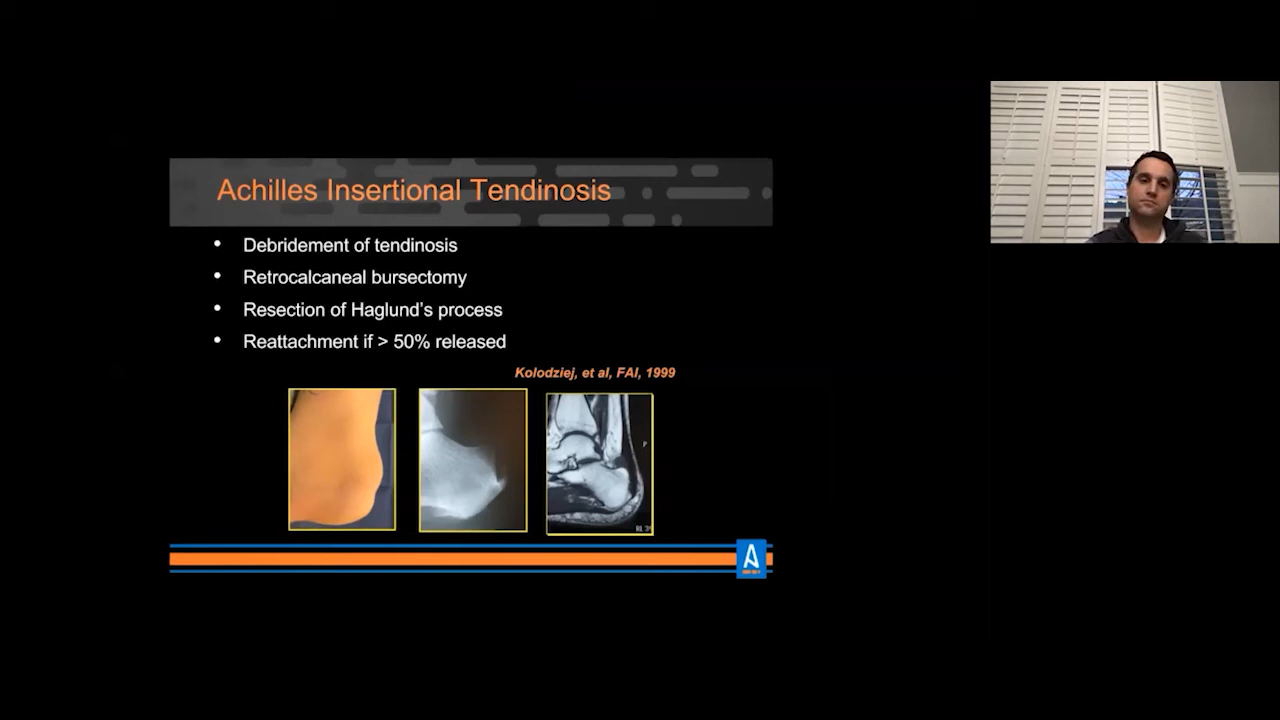 Achilles Insertional Tendinosis
• Debridement of tendinosis
• Retrocalcaneal bursectomy
• Resection of Haglund's process
• Reattachment if > 50% released
Kolodziej, et al, FAI, 1999
P
A